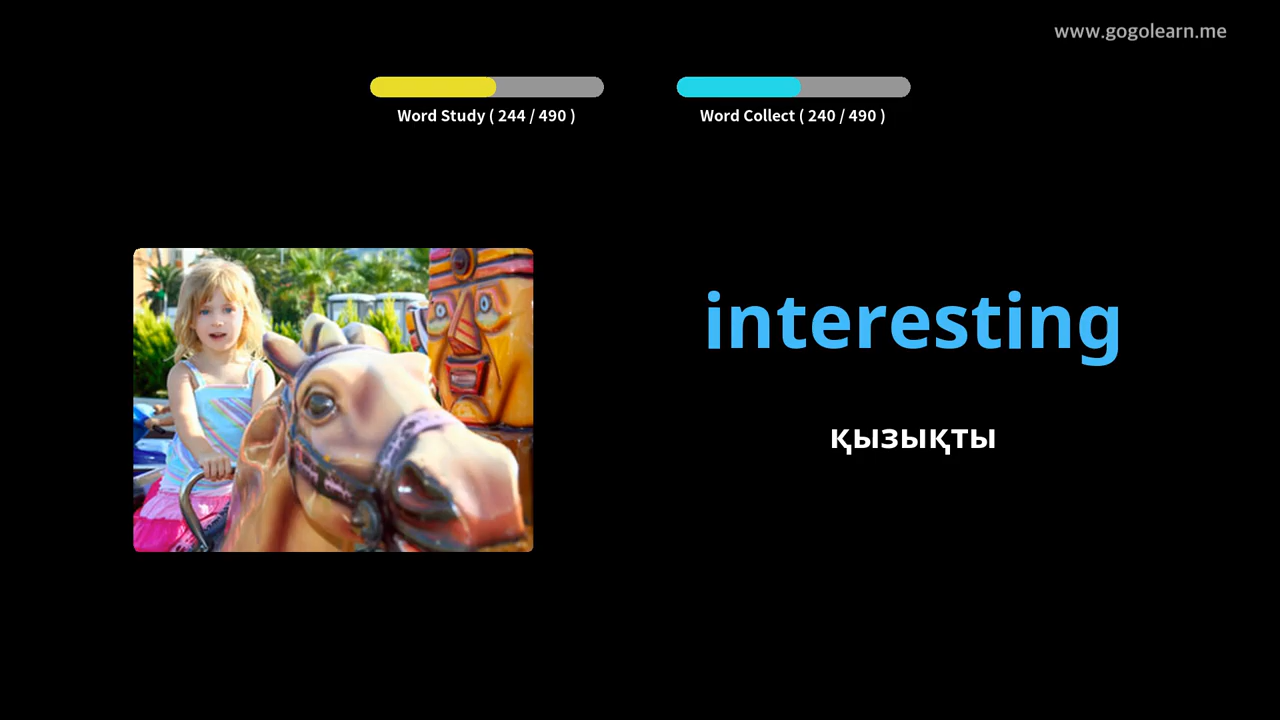 www.gogolearn.me
Word Study ( 244 / 490 )
Word Collect ( 240 / 490 )
interesting
қызықты